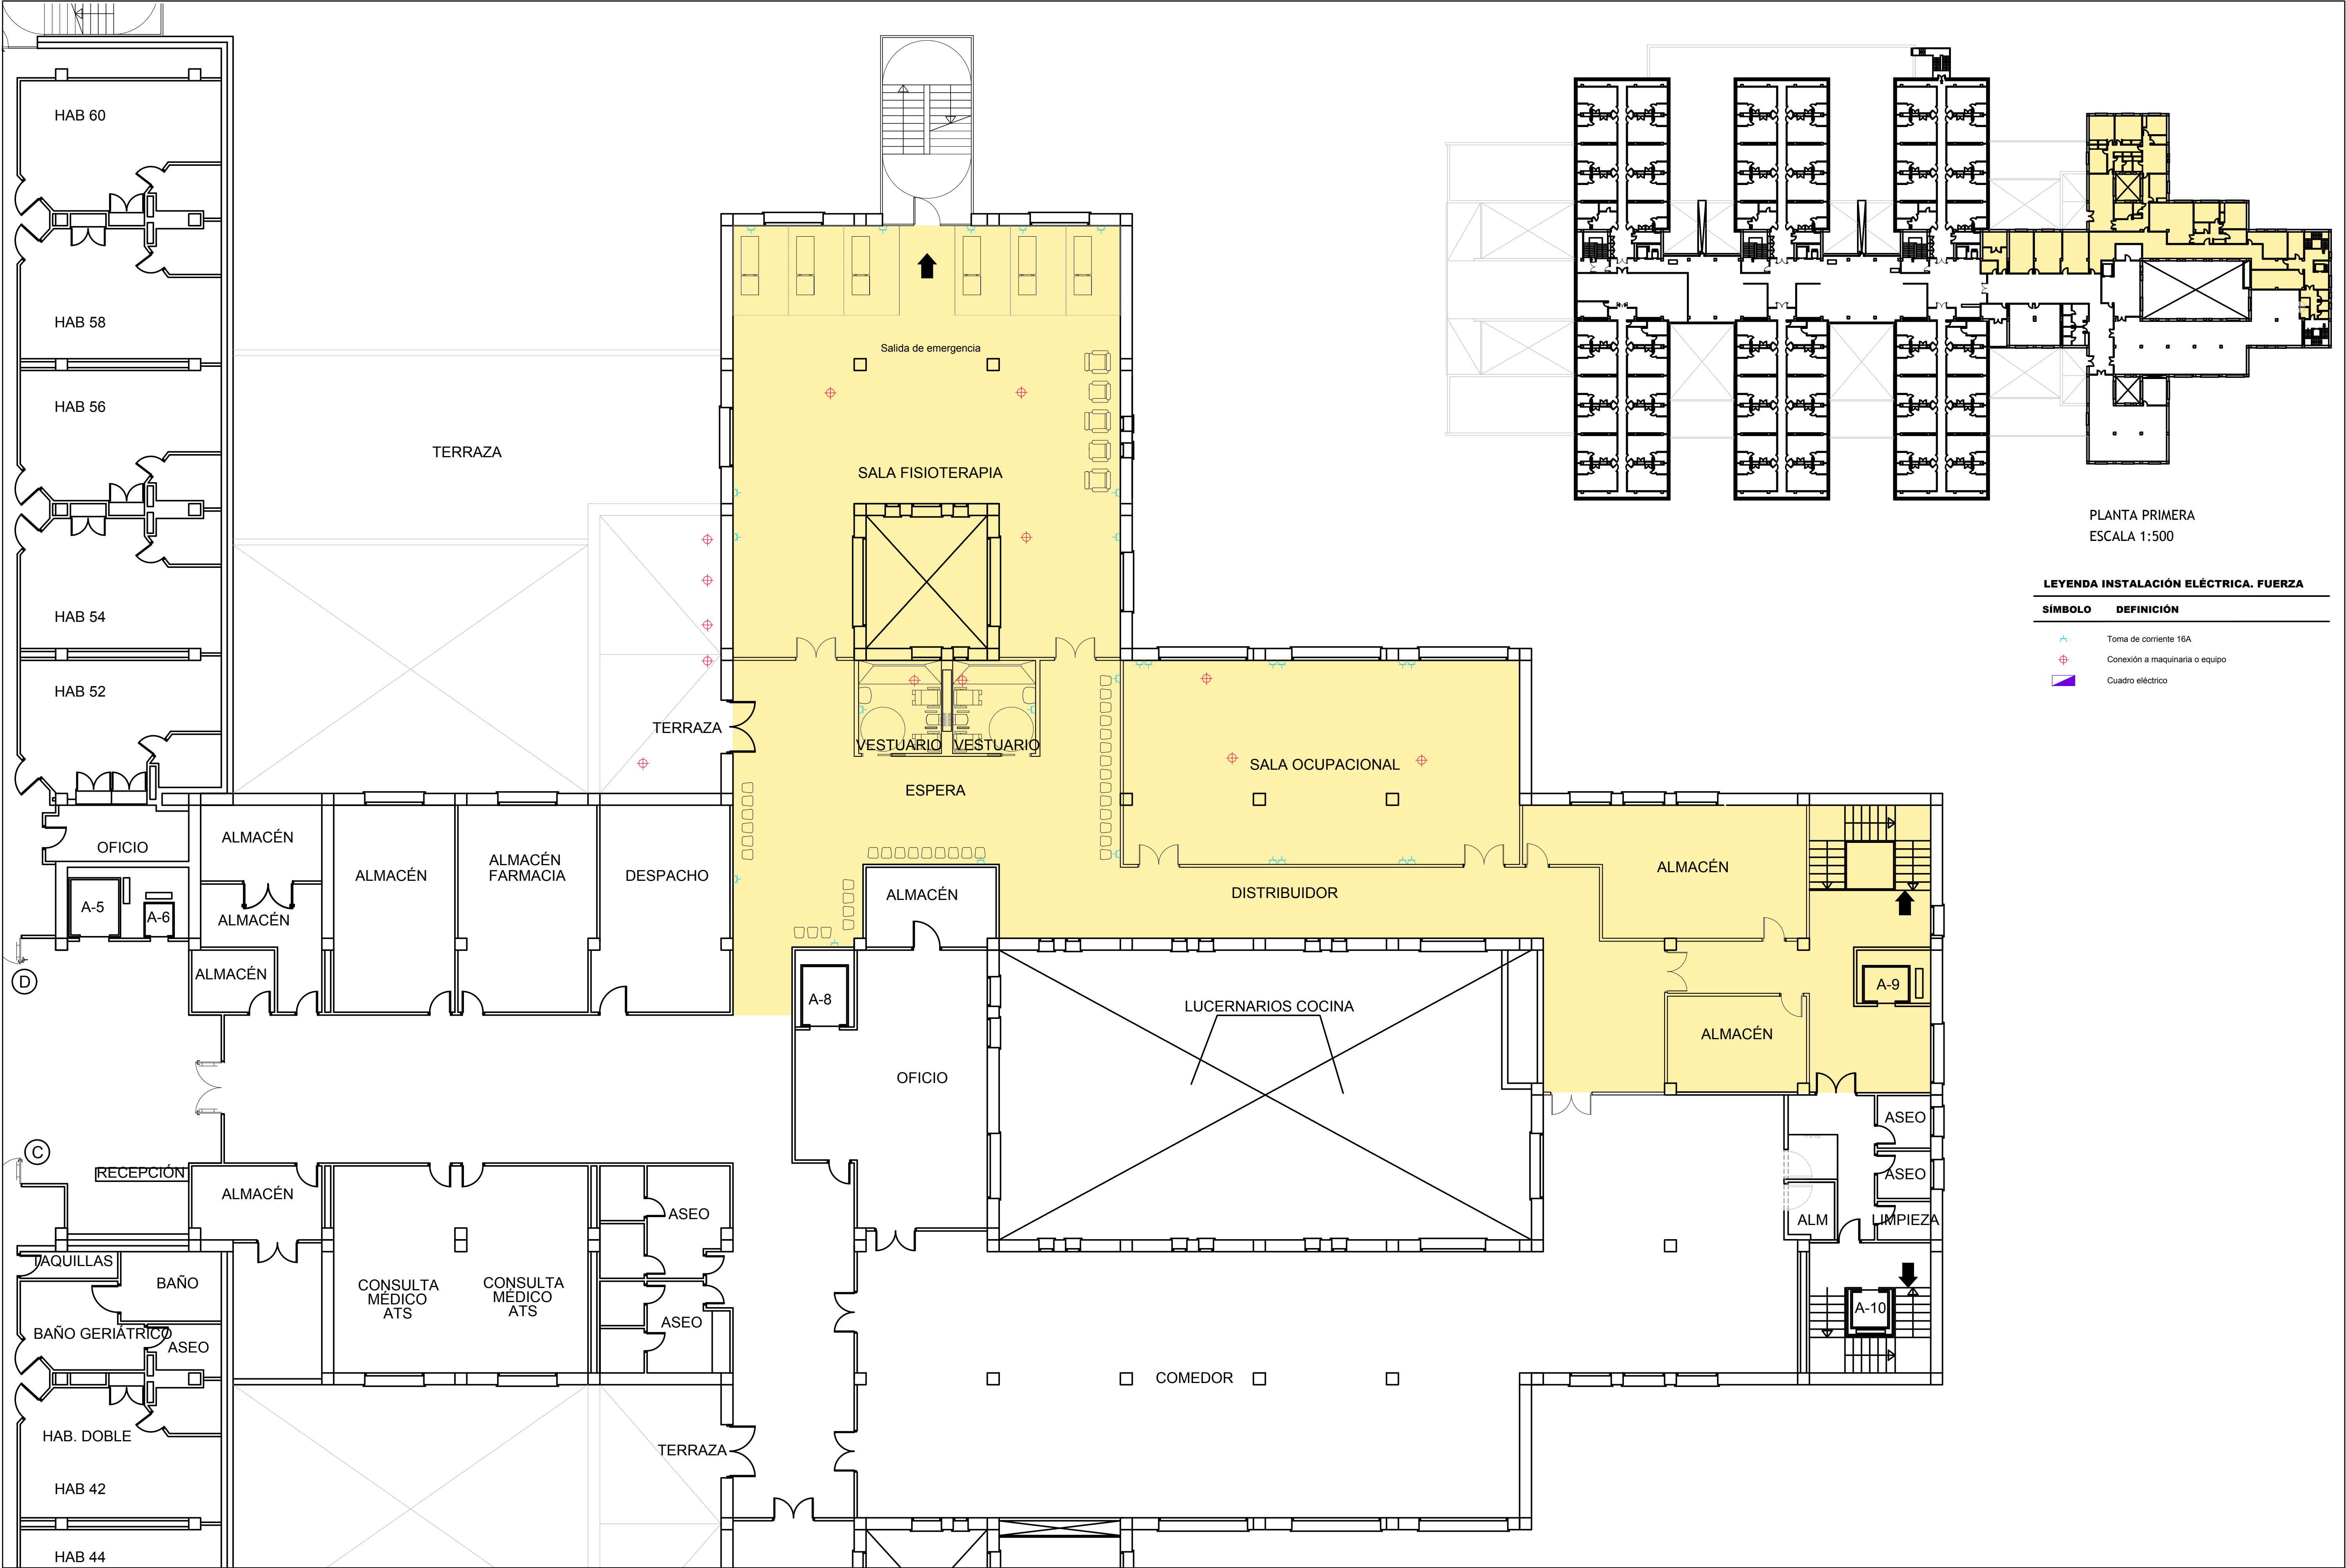 HAB 60
HAB 58
HAB 56
HAB 54
HAB 52
TERRAZA
Salida de emergencia
SALA FISIOTERAPIA
PLANTA PRIMERA
ESCALA 1:500
LEYENDA INSTALACIÓN ELÉCTRICA. FUERZA
SÍMBOLO DEFINICIÓN
Toma de corriente 16A
Conexión a maquinaria o equipo
Cuadro eléctrico
TERRAZA
VESTUARIO VESTUARIO
ESPERA
SALA OCUPACIONAL
OFICIO
ALMACÉN
ALMACÉN
ALMACÉN
FARMACIA
DESPACHO
ALMACÉN
DISTRIBUIDOR
ALMACÉN
A-5
A-6
ALMACÉN
ALMACÉN
D
A-8
LUCERNARIOS COCINA
A-9
ALMACÉN
OFICIO
C
RECEPCIÓN
ALMACÉN
ASEO
ASEO
ASEO
ALM
LIMPIEZA
TAQUILLAS
BAÑO
BAÑO GERIÁTRICO
ASEO
CONSULTA
MÉDICO
ATS
CONSULTA
MÉDICO
ATS
ASEO
A-10
COMEDOR
HAB. DOBLE
TERRAZA
HAB 42
HAB 44